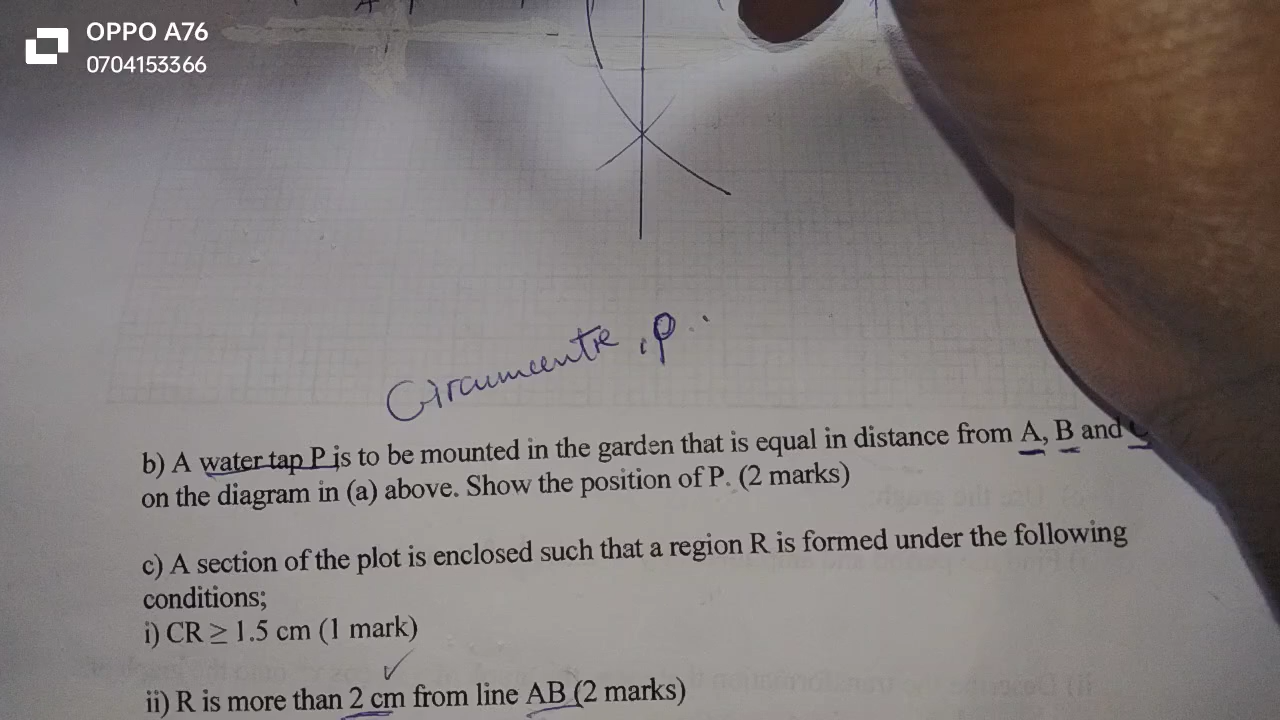 OPPO A76
0704153366
Circumcentre, P.
b) A water tap P is to be mounted in the garden that is equal in distance from A, B and C
on the diagram in (a) above. Show the position of P. (2 marks)
c) A section of the plot is enclosed such that a region R is formed under the following
conditions;
i) CR ≥ 1.5 cm (1 mark)
ii) R is more than 2 cm from line AB (2 marks)